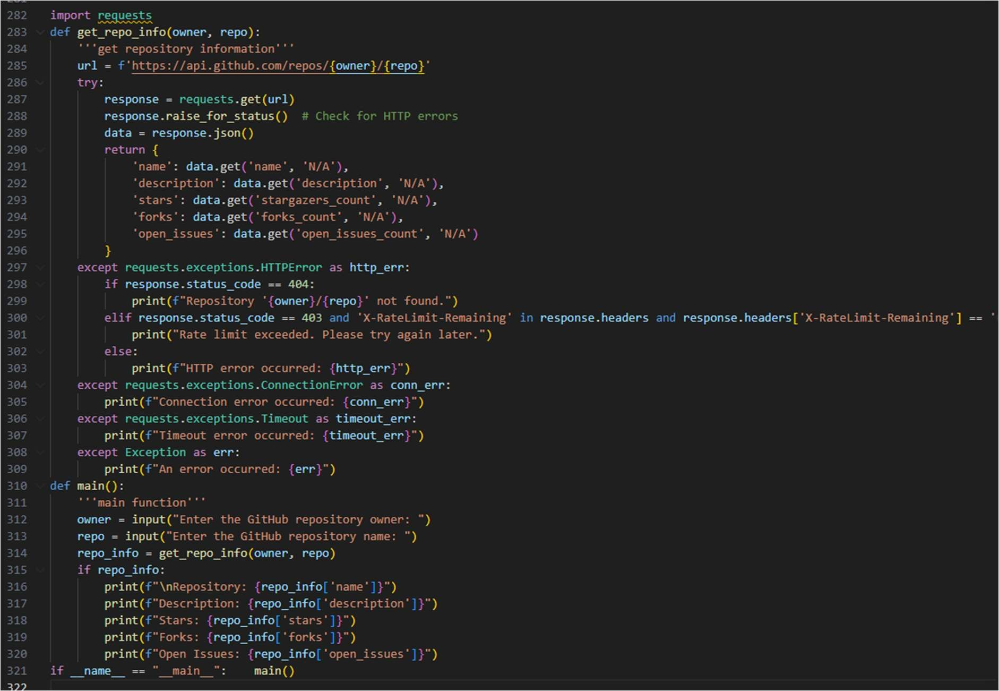 282 import requests
283 def get_repo_info(owner, repo):
284     '''get repository information'''
285     url = f'https://api.github.com/repos/{owner}/{repo}'
286     try:
287         response = requests.get(url)
288         response.raise_for_status()  # Check for HTTP errors
289         data = response.json()
290         return {
291             'name': data.get('name', 'N/A'),
292             'description': data.get('description', 'N/A'),
293             'stars': data.get('stargazers_count', 'N/A'),
294             'forks': data.get('forks_count', 'N/A'),
295             'open_issues': data.get('open_issues_count', 'N/A')
296         }
297     except requests.exceptions.HTTPError as http_err:
298         if response.status_code == 404:
299             print(f"Repository '{owner}/{repo}' not found.")
300         elif response.status_code == 403 and 'X-RateLimit-Remaining' in response.headers and response.headers['X-RateLimit-Remaining'] == '
301             print("Rate limit exceeded. Please try again later.")
302         else:
303             print(f"HTTP error occurred: {http_err}")
304     except requests.exceptions.ConnectionError as conn_err:
305         print(f"Connection error occurred: {conn_err}")
306     except requests.exceptions.Timeout as timeout_err:
307         print(f"Timeout error occurred: {timeout_err}")
308     except Exception as err:
309         print(f"An error occurred: {err}")
310 def main():
311     '''main function'''
312     owner = input("Enter the GitHub repository owner: ")
313     repo = input("Enter the GitHub repository name: ")
314     repo_info = get_repo_info(owner, repo)
315     if repo_info:
316         print(f"\nRepository: {repo_info['name']}")
317         print(f"Description: {repo_info['description']}")
318         print(f"Stars: {repo_info['stars']}")
319         print(f"Forks: {repo_info['forks']}")
320         print(f"Open Issues: {repo_info['open_issues']}")
321 if __name__ == "__main__":    main()
322